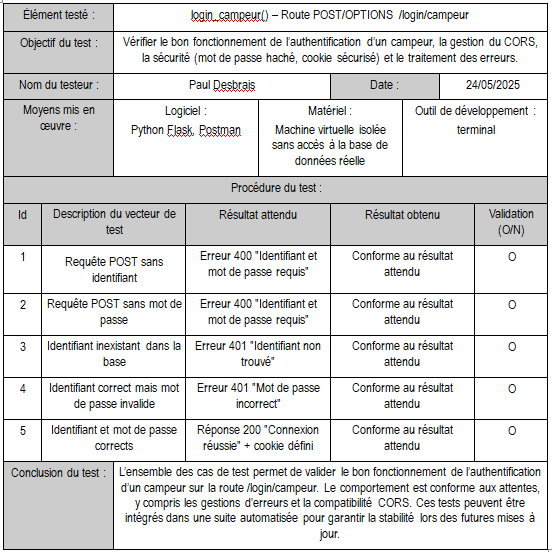 Élément testé : login_campeur() – Route POST/OPTIONS /login/campeur
Objectif du test : Vérifier le bon fonctionnement de l'authentification d'un campeur, la gestion du CORS,
la sécurité (mot de passe haché, cookie sécurisé) et le traitement des erreurs.
Nom du testeur : Paul Desbrais Date : 24/05/2025
Moyens mis en
œuvre :
Logiciel :
Python Flask, Postman
Matériel :
Machine virtuelle isolée
sans accès à la base de
données réelle
Outil de développement :
terminal
Procédure du test :
Id Description du vecteur de
test
Résultat attendu Résultat obtenu Validation
(O/N)
1 Requête POST sans
identifiant
Erreur 400 "Identifiant et
mot de passe requis"
Conforme au résultat
attendu
O
2 Requête POST sans mot de
passe
Erreur 400 "Identifiant et
mot de passe requis"
Conforme au résultat
attendu
O
3 Identifiant inexistant dans la
base
Erreur 401 "Identifiant non
trouvé"
Conforme au résultat
attendu
O
4 Identifiant correct mais mot
de passe invalide
Erreur 401 "Mot de passe
incorrect"
Conforme au résultat
attendu
O
5 Identifiant et mot de passe
corrects
Réponse 200 "Connexion
réussie" + cookie défini
Conforme au résultat
attendu
O
Conclusion du test : L'ensemble des cas de test permet de valider le bon fonctionnement de l'authentification
d'un campeur sur la route /login/campeur. Le comportement est conforme aux attentes,
y compris les gestions d'erreurs et la compatibilité CORS. Ces tests peuvent être
intégrés dans une suite automatisée pour garantir la stabilité lors des futures mises à
jour.